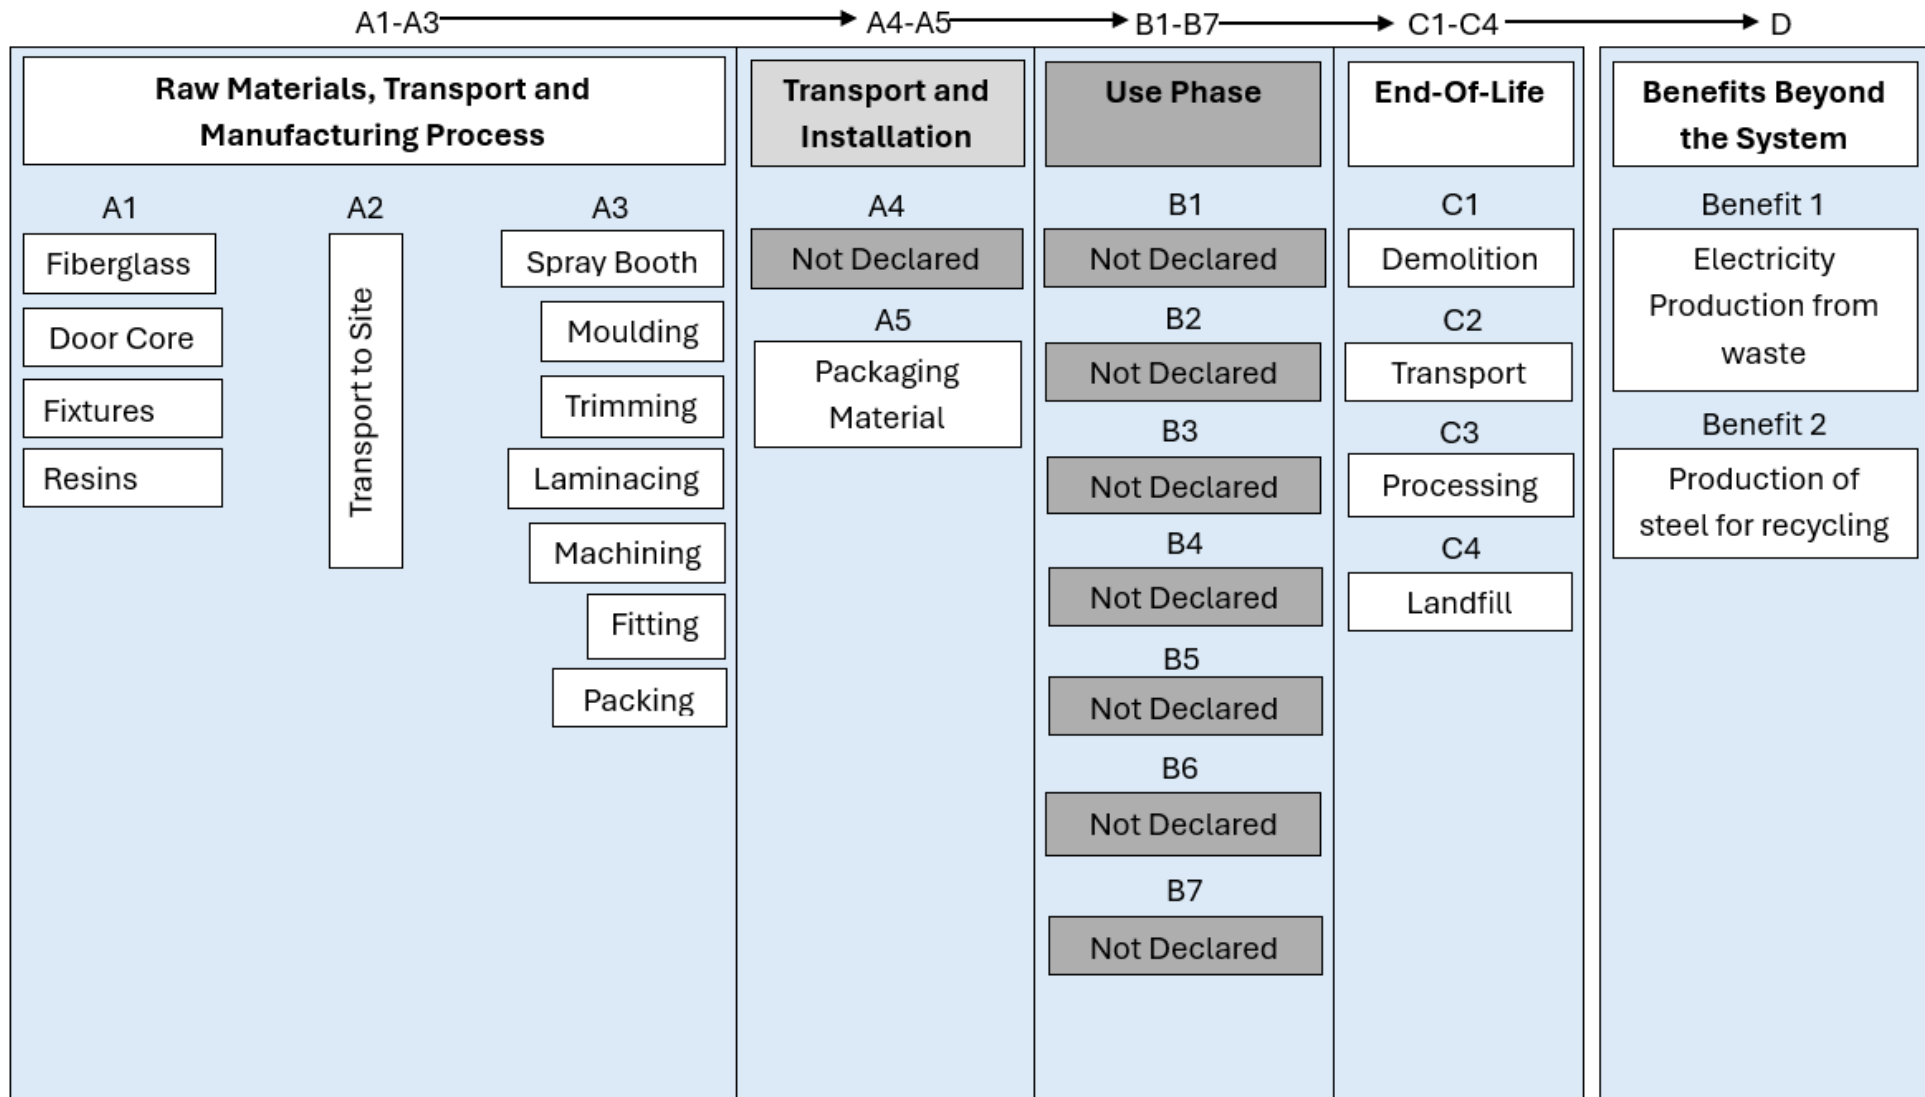 A1-A3
A4-A5
B1-B7
C1-C4
D
Raw Materials, Transport and
Manufacturing Process
Transport and
Installation
Use Phase
End-Of-Life
Benefits Beyond
the System
A1
Fiberglass
Door Core
Fixtures
Resins
A2
Transport to Site
A3
Spray Booth
Moulding
Trimming
Laminacing
Machining
Fitting
Packing
A4
Not Declared
A5
Packaging
Material
B1
Not Declared
B2
Not Declared
B3
Not Declared
B4
Not Declared
B5
Not Declared
B6
Not Declared
B7
Not Declared
C1
Demolition
C2
Transport
C3
Processing
C4
Landfill
Benefit 1
Electricity
Production from
waste
Benefit 2
Production of
steel for recycling